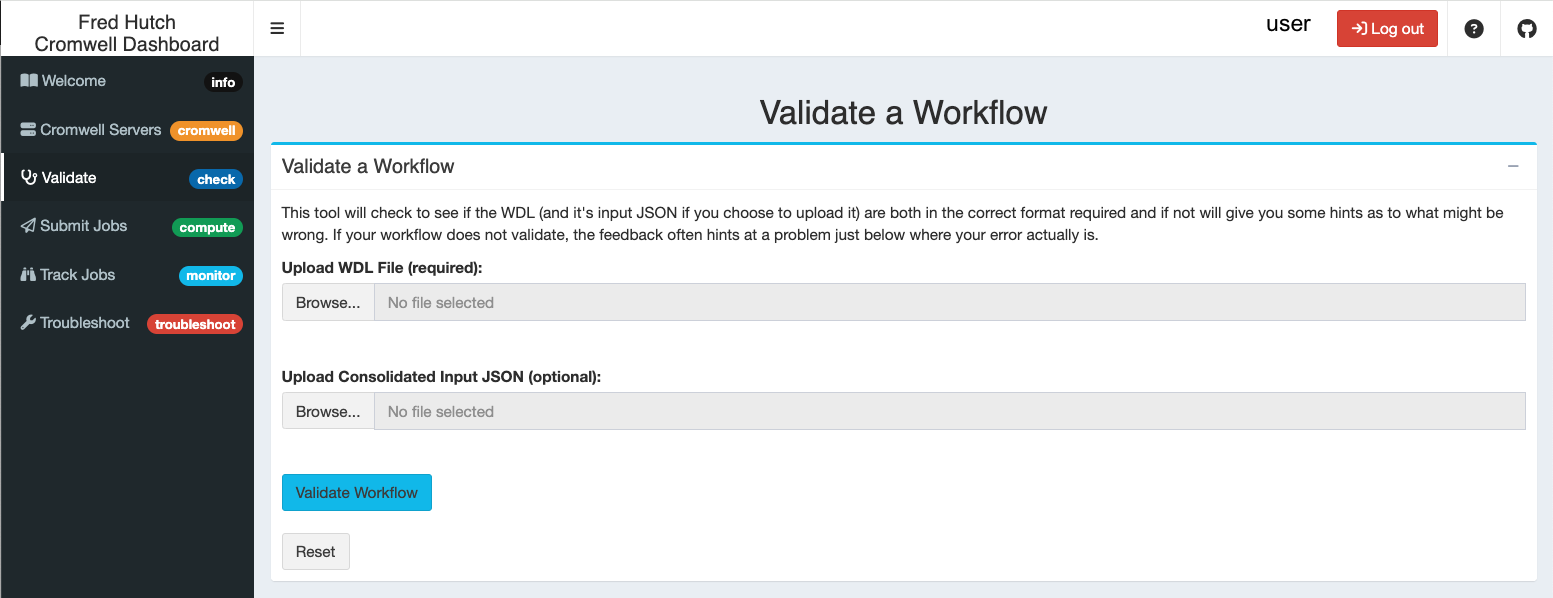 Fred Hutch
Cromwell Dashboard
user
Log out
Welcome
info
Cromwell Servers
cromwell
Validate
check
Submit Jobs
compute
Track Jobs
monitor
Troubleshoot
troubleshoot
Validate a Workflow
Validate a Workflow
This tool will check to see if the WDL (and it's input JSON if you choose to upload it) are both in the correct format required and if not will give you some hints as to what might be
wrong. If your workflow does not validate, the feedback often hints at a problem just below where your error actually is.
Upload WDL File (required):
Browse... No file selected
Upload Consolidated Input JSON (optional):
Browse... No file selected
Validate Workflow
Reset